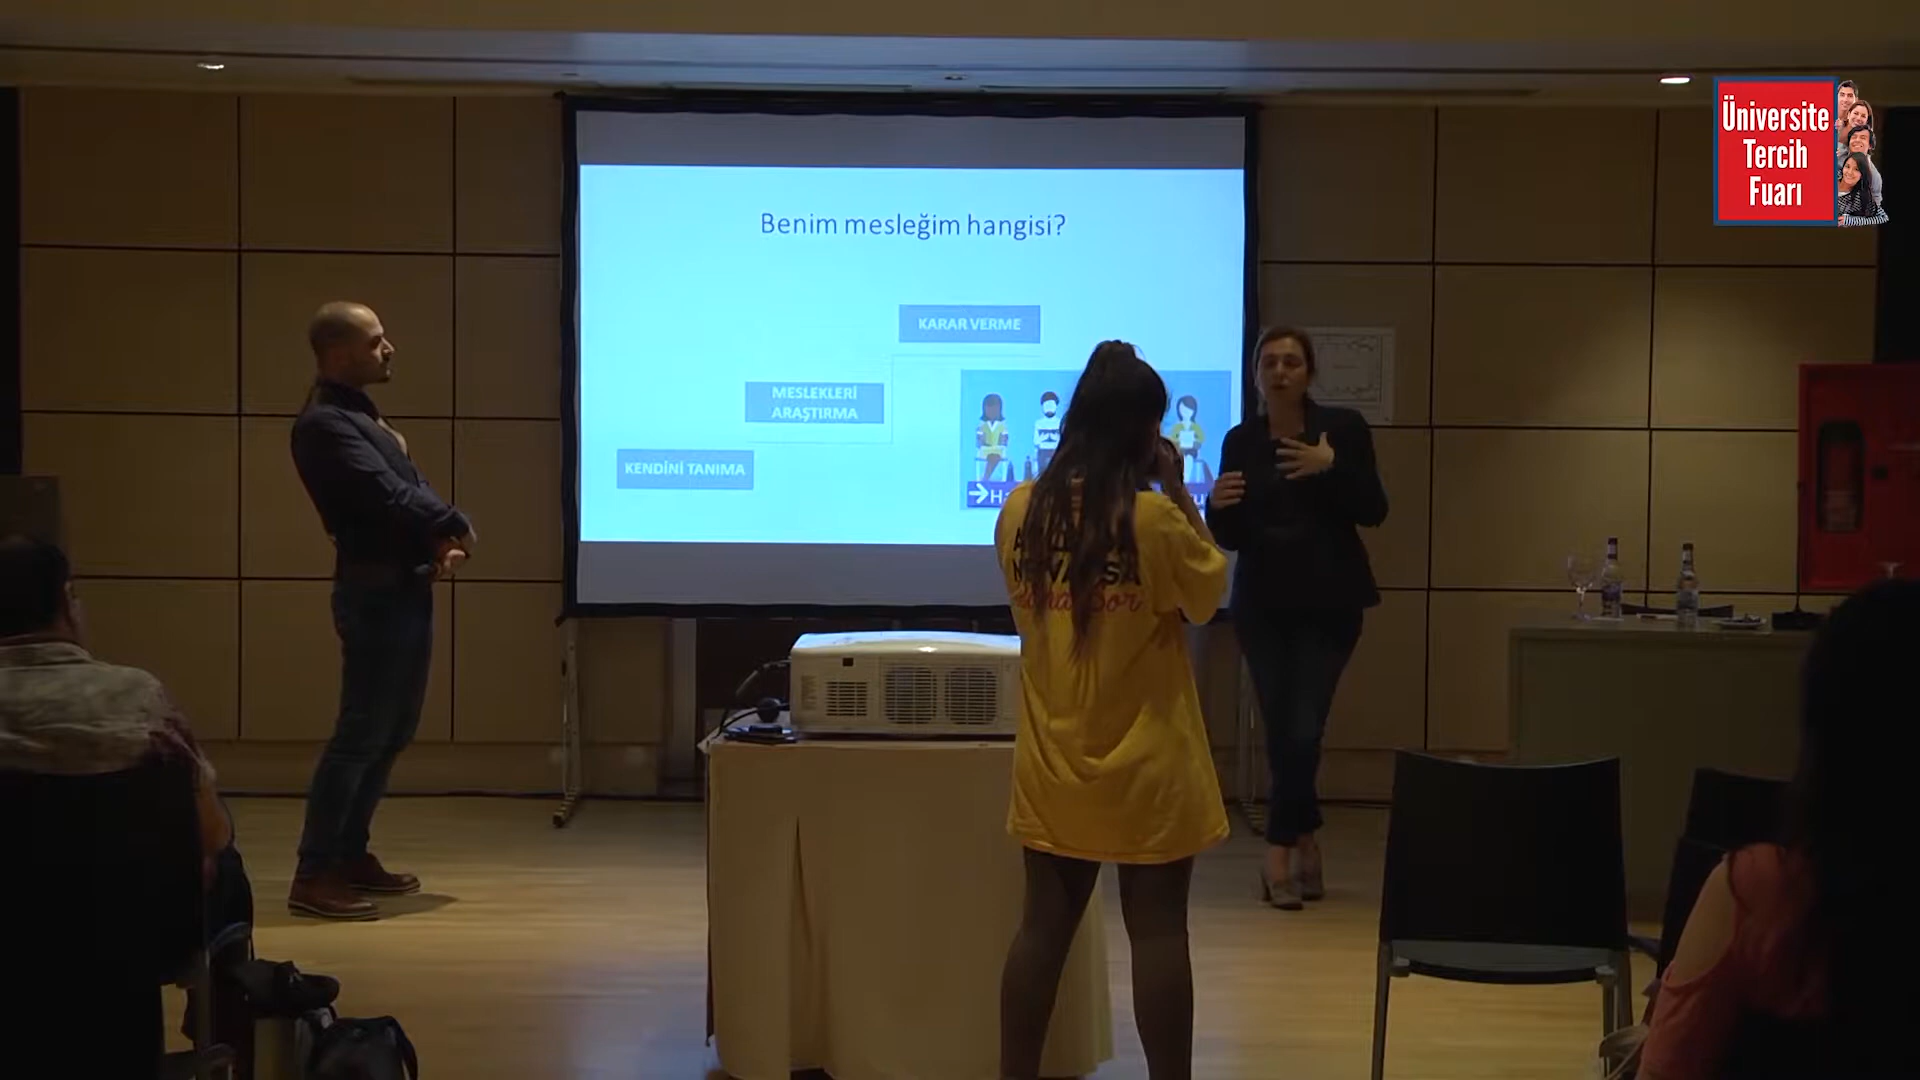 Üniversite
Tercih
Fuarı
Benim mesleğim hangisi?
KARAR VERME
MESLEKLERİ
ARAŞTIRMA
KENDİNİ TANIMA